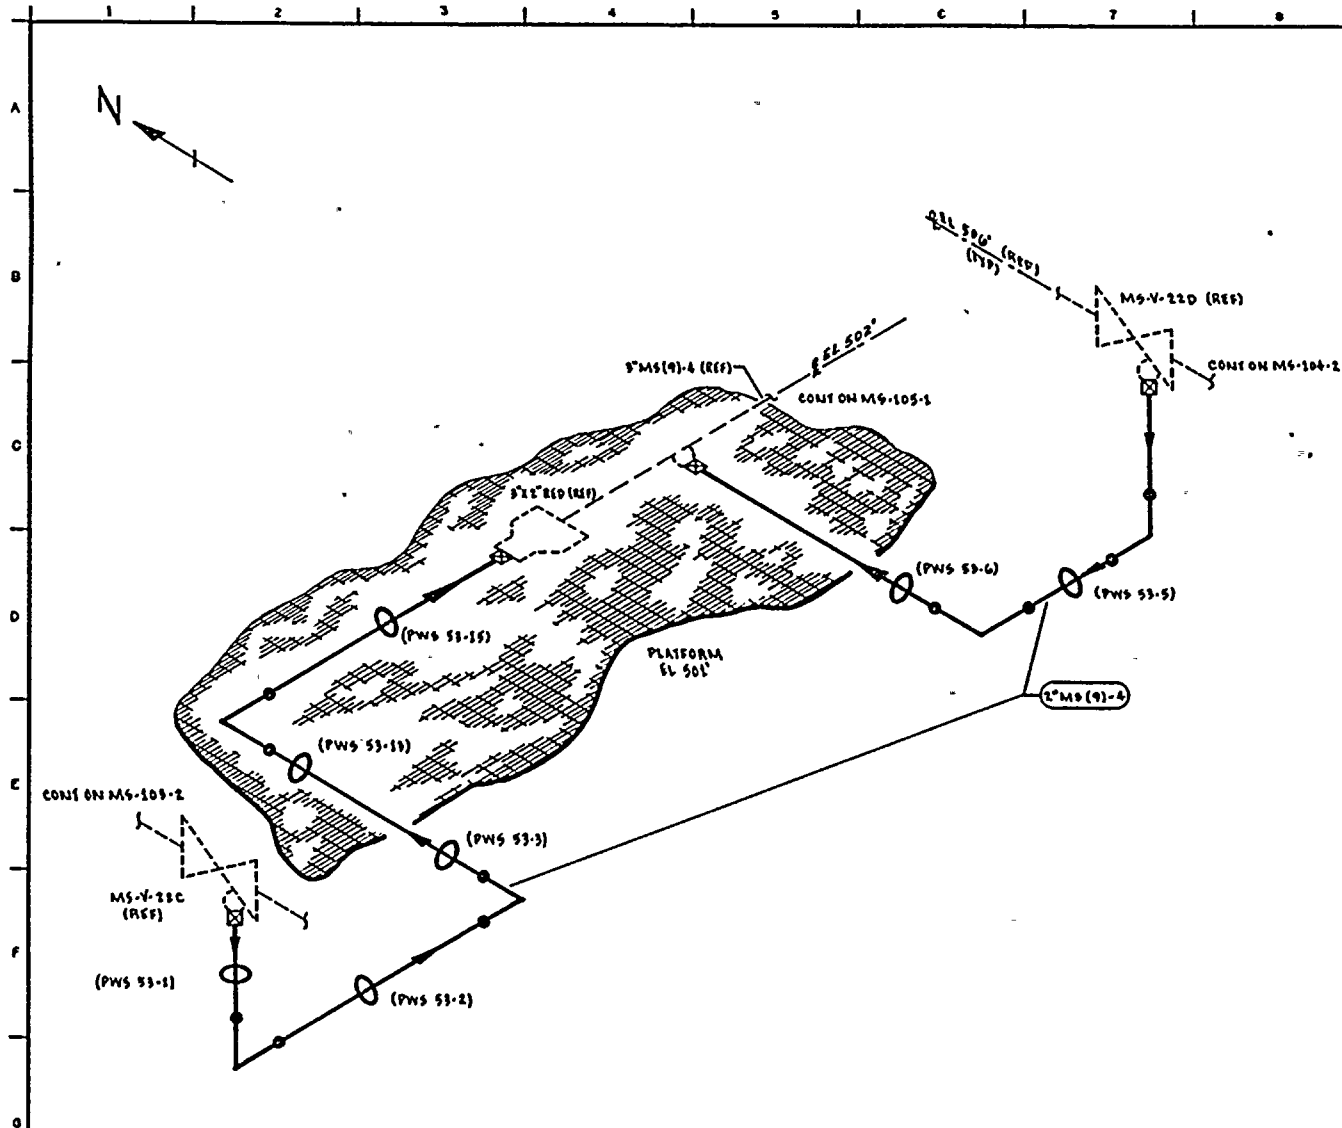 1 2 3 4 5 6 7 8
A
N
B
℄ EL 506' (REF)
(TYP)
MS-V-22D (REF)
℄ EL 502'
3"MS(9)-4 (REF)
CONT ON MS-104-2
CONT ON MS-105-1
C
3"X2" RED (REF)
(PWS 53-6)
(PWS 53-5)
D
(PWS 53-15)
PLATFORM
EL 501'
2"MS(9)-4
(PWS 53-13)
E
CONT ON MS-103-2
(PWS 53-3)
MS-V-22C
(REF)
F
(PWS 53-1)
(PWS 53-2)
G